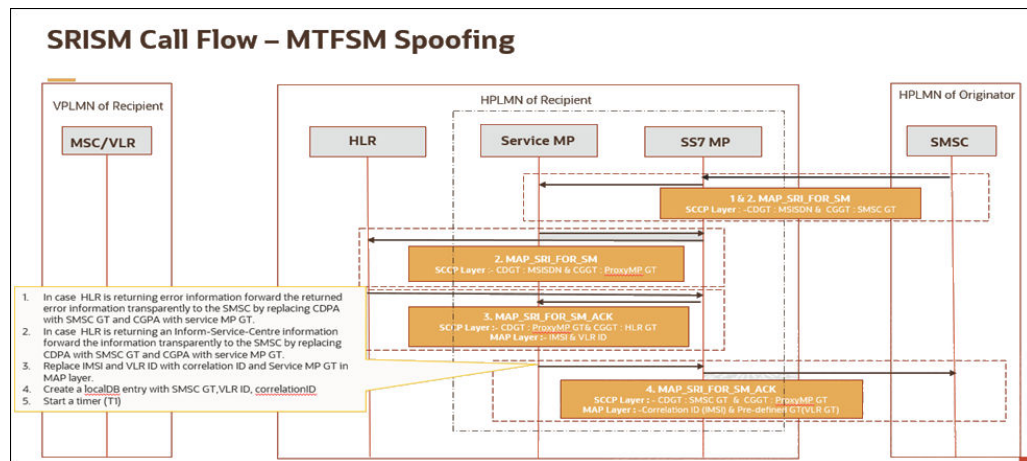 SRISM Call Flow – MTFSM Spoofing
VPLMN of Recipient
HPLMN of Recipient
HPLMN of Originator
MSC/VLR
HLR
Service MP
SS7 MP
SMSC
1 & 2. MAP_SRI_FOR_SM
SCCP Layer : -CDGT : MSISDN & CGGT : SMSC GT
2. MAP_SRI_FOR_SM
SCCP Layer :- CDGT : MSISDN & CGGT : ProxyMP GT
3. MAP_SRI_FOR_SM_ACK
SCCP Layer :- CDGT : ProxyMP GT& CGGT : HLR GT
MAP Layer :- IMSI & VLR ID
1. In case HLR is returning error information forward the returned
error information transparently to the SMSC by replacing CDPA
with SMSC GT and CGPA with service MP GT.
2. In case HLR is returning an Inform-Service-Centre information
forward the information transparently to the SMSC by replacing
CDPA with SMSC GT and CGPA with service MP GT.
3. Replace IMSI and VLR ID with correlation ID and Service MP GT in
MAP layer.
4. Create a localDB entry with SMSC GT,VLR ID, correlationID
5. Start a timer (T1)
4. MAP_SRI_FOR_SM_ACK
SCCP Layer : - CDGT : SMSC GT & CGGT : ProxyMP GT
MAP Layer : -Correlation ID (IMSI) & Pre-defined GT(VLR GT)